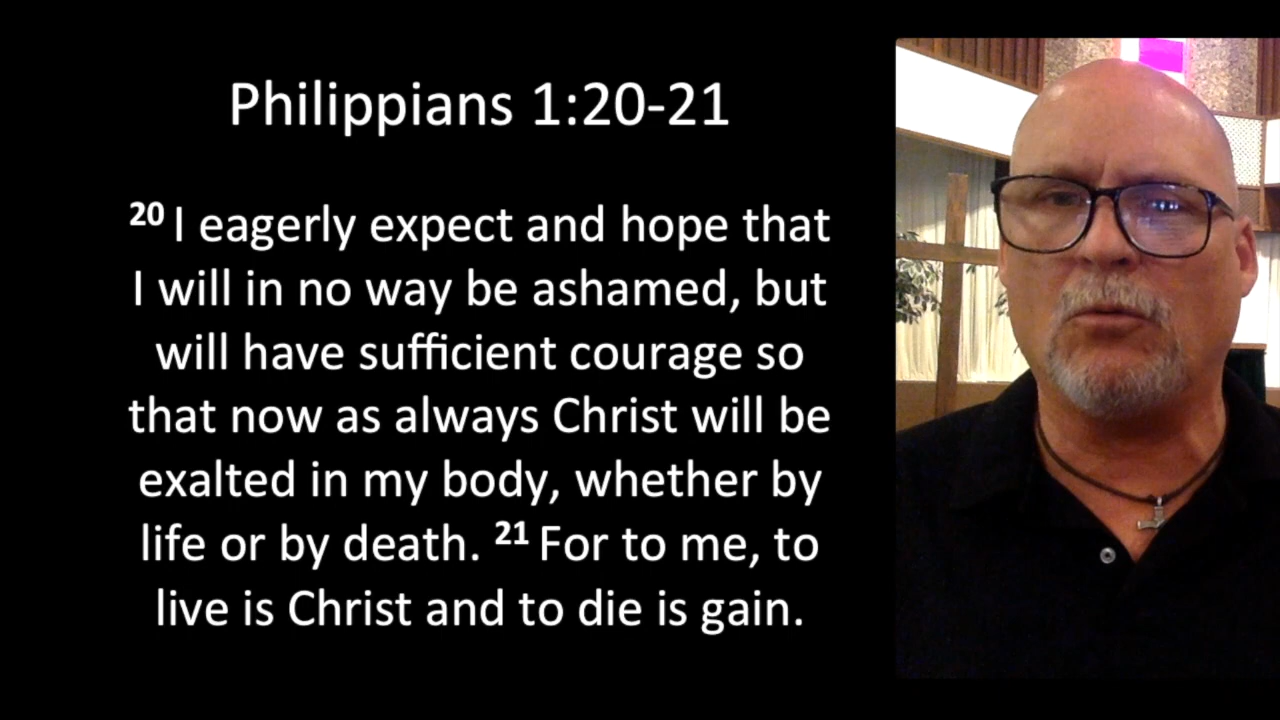 Philippians 1:20-21
20 I eagerly expect and hope that
I will in no way be ashamed, but
will have sufficient courage so
that now as always Christ will be
exalted in my body, whether by
life or by death. 21 For to me, to
live is Christ and to die is gain.